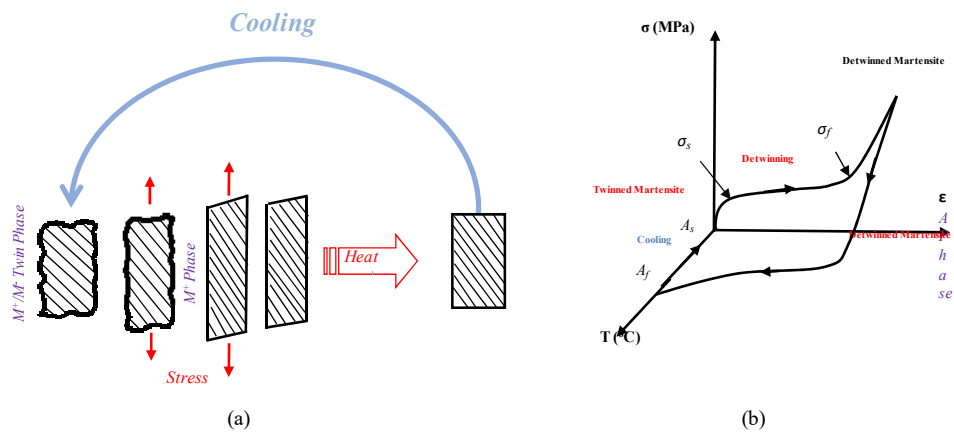 Cooling
M⁺/M⁻ Twin Phase
M⁺ Phase
Heat
Stress
(a)
σ (MPa)
Detwinned Martensite
σs
σf
Detwinning
Twinned Martensite
ε
As
A
p
h
a
se
Cooling
Detwinned Martensite
Af
T (°C)
(b)